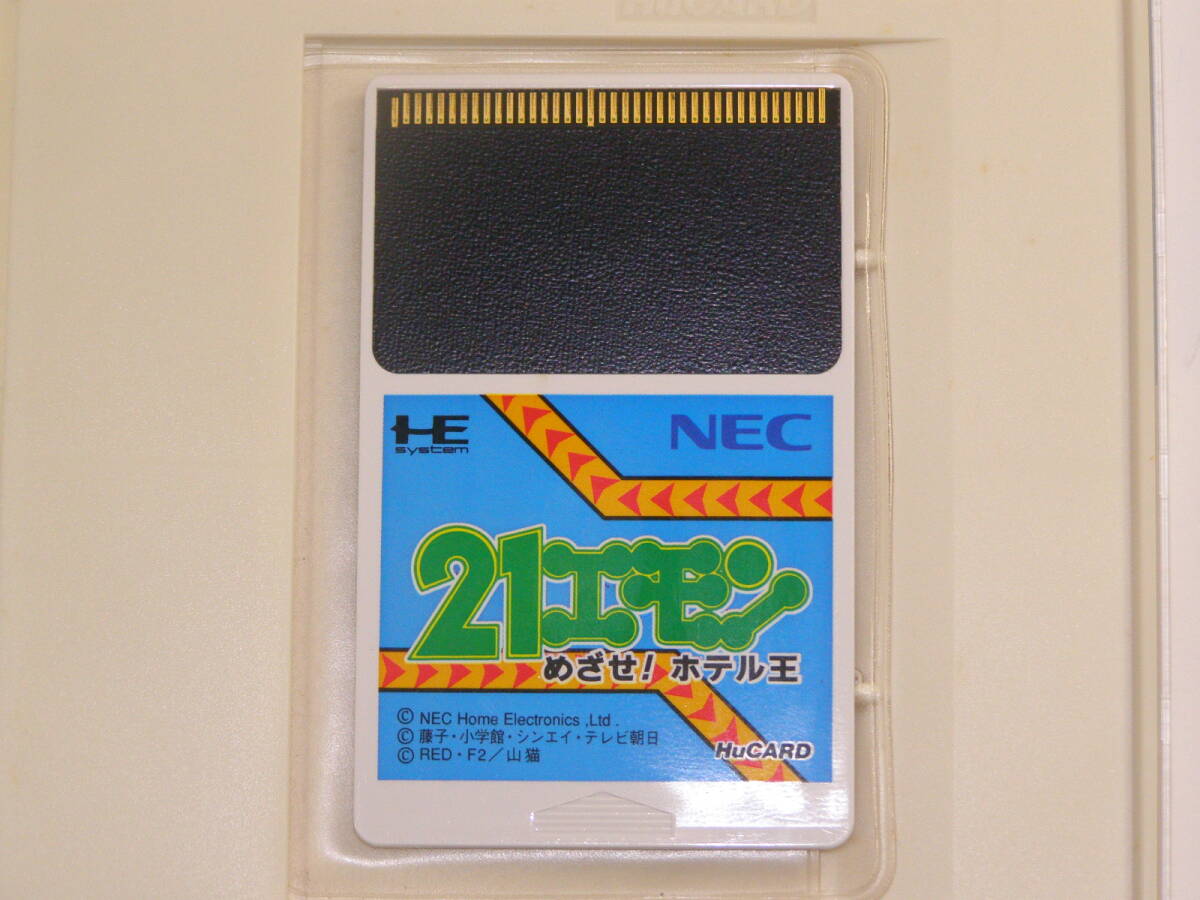 HuCARD
HE
system
NEC
21エモン
めざせ！ホテル王
© NEC Home Electronics ,Ltd .
© 藤子・小学館・シンエイ・テレビ朝日
© RED・F2／山猫
HuCARD